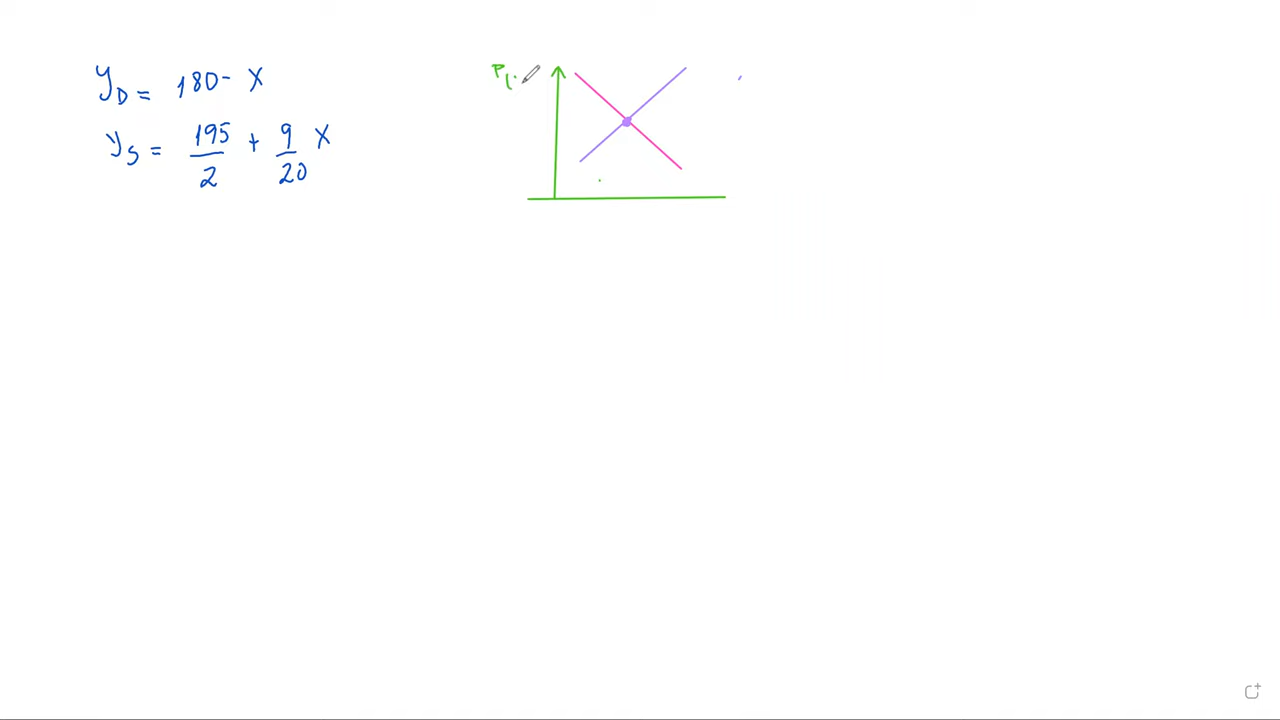 y_D = 180 - x
y_S = 195/2 + 9/20 x
P(